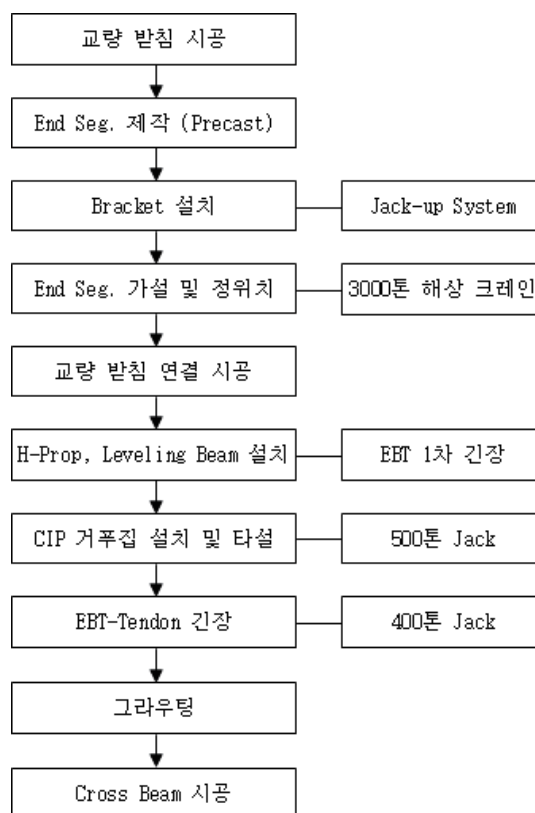 교량 받침 시공
End Seg. 제작 (Precast)
Bracket 설치
Jack-up System
End Seg. 가설 및 정위치
3000톤 해상 크레인
교량 받침 연결 시공
H-Prop, Leveling Beam 설치
EBT 1차 긴장
CIP 거푸집 설치 및 타설
500톤 Jack
EBT-Tendon 긴장
400톤 Jack
그라우팅
Cross Beam 시공